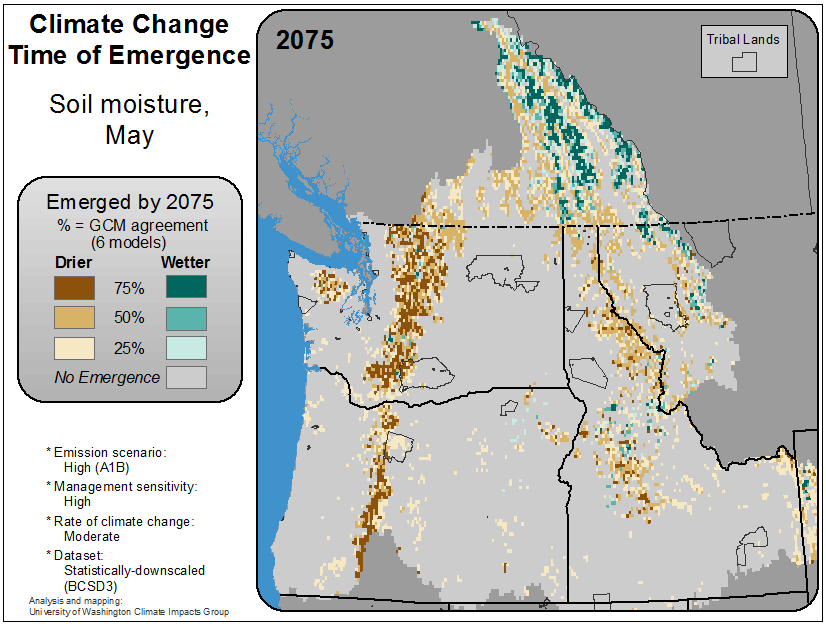 Climate Change
Time of Emergence
Soil moisture,
May
Emerged by 2075
% = GCM agreement
(6 models)
Drier Wetter
75%
50%
25%
No Emergence
* Emission scenario:
High (A1B)
* Management sensitivity:
High
* Rate of climate change:
Moderate
* Dataset:
Statistically-downscaled
(BCSD3)
Analysis and mapping:
University of Washington Climate Impacts Group
2075
Tribal Lands